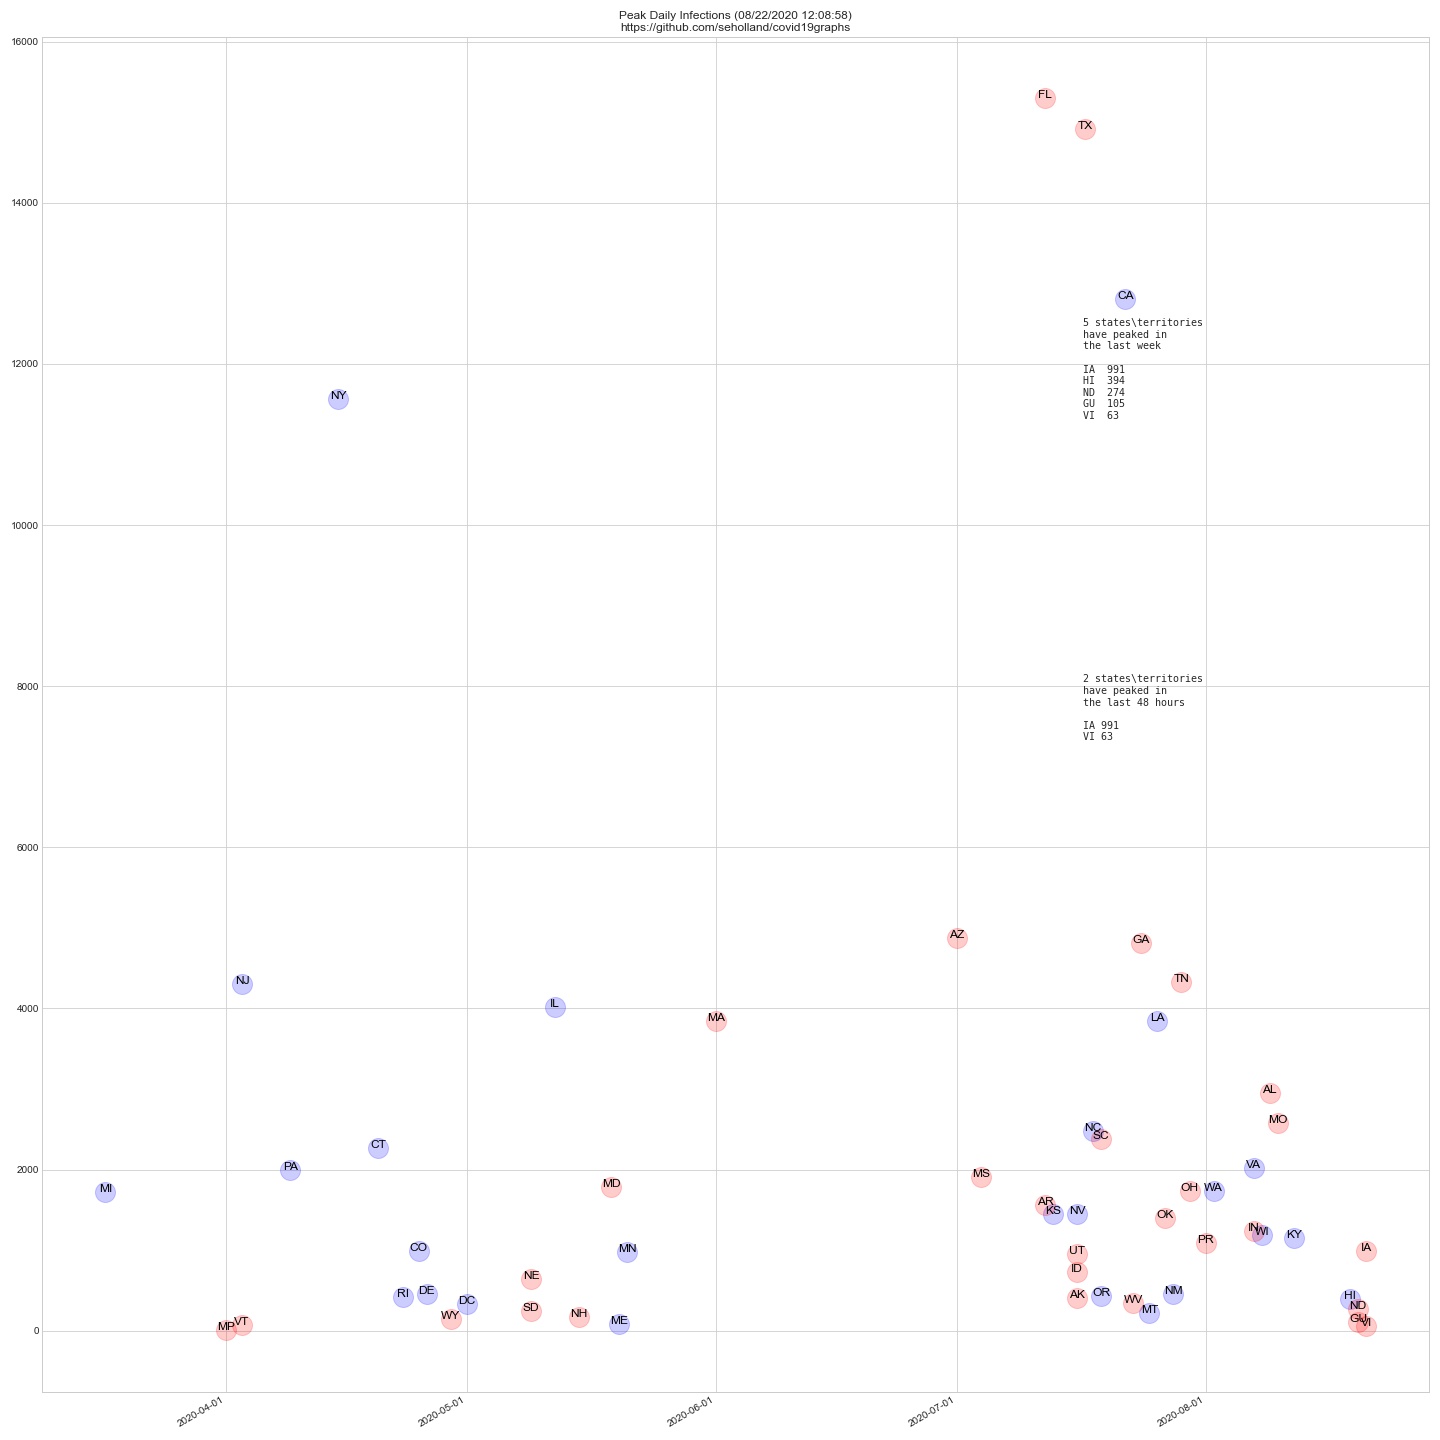 Peak Daily Infections (08/22/2020 12:08:58)
https://github.com/seholland/covid19graphs
16000
FL
TX
14000
CA
5 states\territories
have peaked in
the last week
12000
IA  991
HI  394
ND  274
GU  105
VI  63
NY
10000
8000
2 states\territories
have peaked in
the last 48 hours
IA 991
VI 63
6000
AZ
GA
NJ
TN
IL
4000
MA
LA
AL
MO
NC
SC
CT
2000
PA
VA
MI
MD
MS
OH
WA
AR
KS
NV
OK
IN
WI
KY
PR
CO
MN
UT
IA
NE
ID
RI
DE
DC
WY
SD
NH
ME
AK
OR
WV
MT
NM
HI
ND
GU
VI
MP
VT
0
2020-04-01
2020-05-01
2020-06-01
2020-07-01
2020-08-01